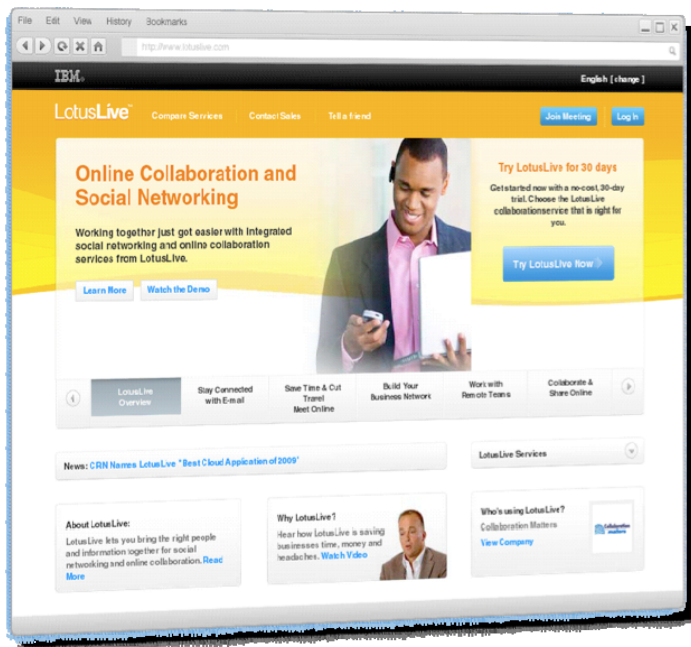 File Edit View History Bookmarks
http://www.lotuslive.com
IBM®
English [ change ]
LotusLive™ Compare Services Contact Sales Tell a friend Join Meeting Log In
Online Collaboration and
Social Networking
Working together just got easier with integrated
social networking and online collaboration
services from LotusLive.
Learn More Watch the Demo
Try LotusLive for 30 days
Get started now with a no-cost, 30-day
trial. Choose the LotusLive
collaborationservice that is right for
you.
Try LotusLive Now
LotusLive
Overview
Stay Connected
with E-mail
Save Time & Cut
Travel
Meet Online
Build Your
Business Network
Work with
Remote Teams
Collaborate &
Share Online
News: CRN Names LotusLive "Best Cloud Application of 2009"
LotusLive Services
About LotusLive:
LotusLive lets you bring the right people
and information together for social
networking and online collaboration. Read
More
Why LotusLive?
Hear how LotusLive is saving
businesses time, money and
headaches. Watch Video
Who's using LotusLive?
Collaboration Matters
View Company
Collaboration
matters